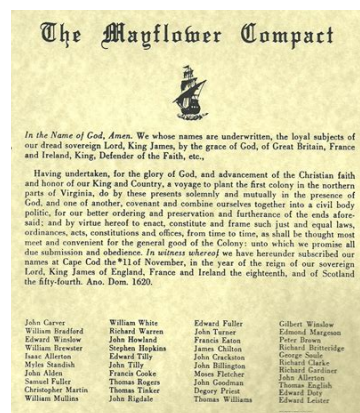 The Mayflower Compact
In the Name of God, Amen. We whose names are underwritten, the loyal subjects of
our dread sovereign Lord, King James, by the grace of God, of Great Britain, France
and Ireland, King, Defender of the Faith, etc.,
Having undertaken, for the glory of God, and advancement of the Christian faith
and honor of our King and Country, a voyage to plant the first colony in the northern
parts of Virginia, do by these presents solemnly and mutually in the presence of
God, and one of another, covenant and combine ourselves together into a civil body
politic, for our better ordering and preservation and furtherance of the ends afore-
said; and by virtue hereof to enact, constitute and frame such just and equal laws,
ordinances, acts, constitutions and offices, from time to time, as shall be thought most
meet and convenient for the general good of the Colony: unto which we promise all
due submission and obedience. In witness whereof we have hereunder subscribed our
names at Cape Cod the *11 of November, in the year of the reign of our sovereign
Lord, King James of England, France and Ireland the eighteenth, and of Scotland
the fifty-fourth. Ano. Dom. 1620.
John Carver
William Bradford
Edward Winslow
William Brewster
Isaac Allerton
Myles Standish
John Alden
Samuel Fuller
Christopher Martin
William Mullins
William White
Richard Warren
John Howland
Stephen Hopkins
Edward Tilly
John Tilly
Francis Cooke
Thomas Rogers
Thomas Tinker
John Rigdale
Edward Fuller
John Turner
Francis Eaton
James Chilton
John Crackston
John Billington
Moses Fletcher
John Goodman
Degory Priest
Thomas Williams
Gilbert Winslow
Edmond Margeson
Peter Brown
Richard Britteridge
George Soule
Richard Clarke
Richard Gardiner
John Allerton
Thomas English
Edward Doty
Edward Leister